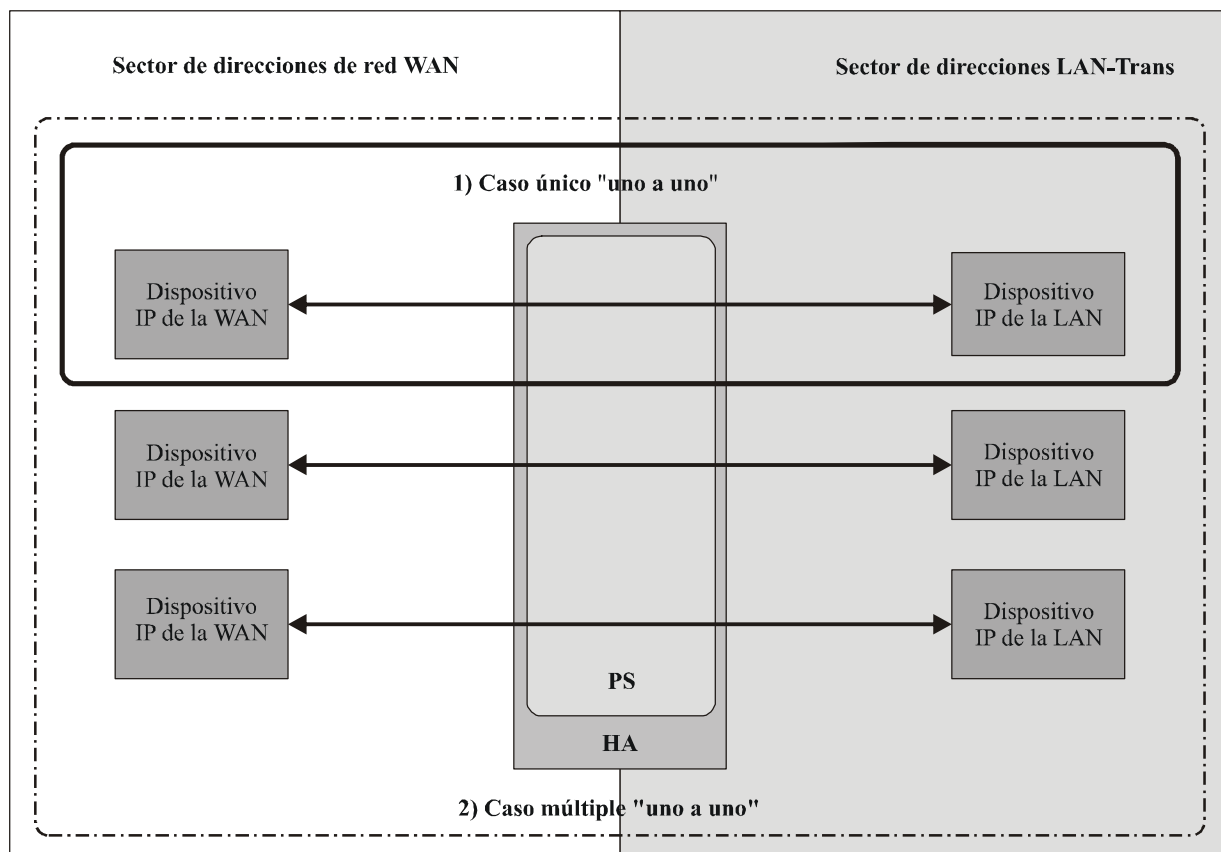 Sector de direcciones de red WAN
Sector de direcciones LAN-Trans
1) Caso único "uno a uno"
Dispositivo
IP de la WAN
Dispositivo
IP de la LAN
Dispositivo
IP de la WAN
Dispositivo
IP de la LAN
Dispositivo
IP de la WAN
Dispositivo
IP de la LAN
PS
HA
2) Caso múltiple "uno a uno"